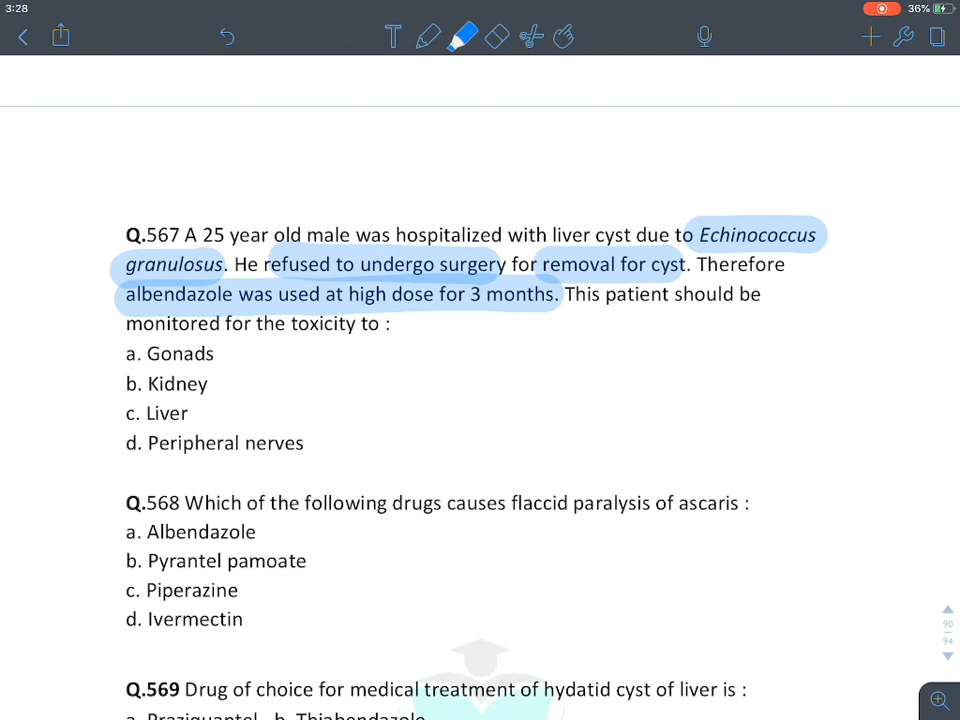 3:28
36%
T
Q.567 A 25 year old male was hospitalized with liver cyst due to Echinococcus
granulosus. He refused to undergo surgery for removal for cyst. Therefore
albendazole was used at high dose for 3 months. This patient should be
monitored for the toxicity to :
a. Gonads
b. Kidney
c. Liver
d. Peripheral nerves
Q.568 Which of the following drugs causes flaccid paralysis of ascaris :
a. Albendazole
b. Pyrantel pamoate
c. Piperazine
d. Ivermectin
90
94
Q.569 Drug of choice for medical treatment of hydatid cyst of liver is :
a. Praziquantel b. Thiabendazole